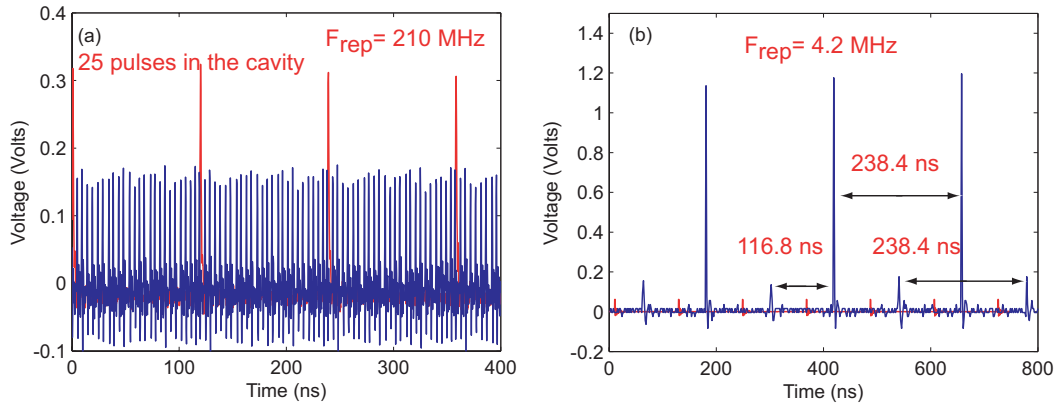 (a)
F_rep= 210 MHz
25 pulses in the cavity
0.4
0.3
0.2
0.1
0
-0.1
Voltage (Volts)
0
100
200
300
400
Time (ns)
(b)
F_rep= 4.2 MHz
238.4 ns
116.8 ns
238.4 ns
1.4
1.2
1.0
0.8
0.6
0.4
0.2
0
-0.2
Voltage (Volts)
0
200
400
600
800
Time (ns)